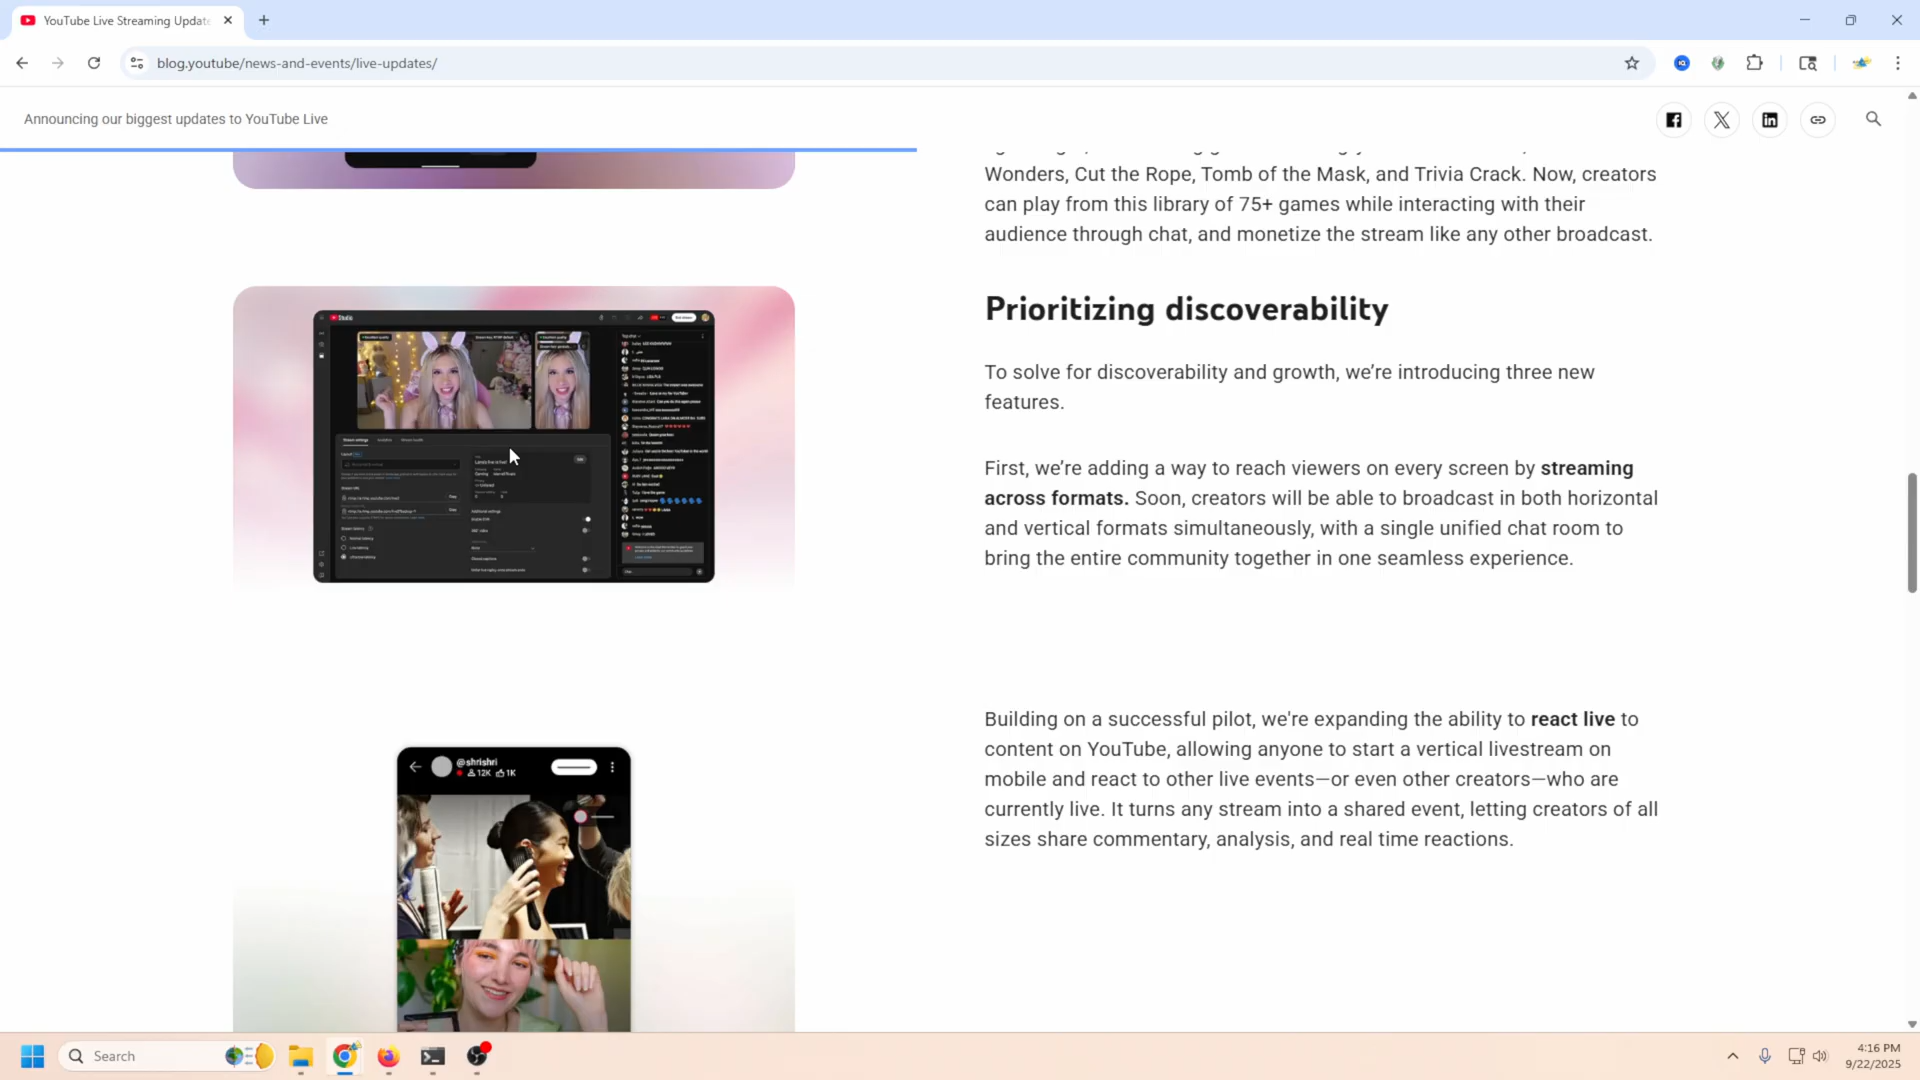 YouTube Live Streaming Update
blog.youtube/news-and-events/live-updates/
Announcing our biggest updates to YouTube Live
Wonders, Cut the Rope, Tomb of the Mask, and Trivia Crack. Now, creators
can play from this library of 75+ games while interacting with their
audience through chat, and monetize the stream like any other broadcast.
Prioritizing discoverability
To solve for discoverability and growth, we’re introducing three new
features.
First, we’re adding a way to reach viewers on every screen by streaming
across formats. Soon, creators will be able to broadcast in both horizontal
and vertical formats simultaneously, with a single unified chat room to
bring the entire community together in one seamless experience.
Studio
Stream settings
Analytics
Stream health
Building on a successful pilot, we're expanding the ability to react live to
content on YouTube, allowing anyone to start a vertical livestream on
mobile and react to other live events—or even other creators—who are
currently live. It turns any stream into a shared event, letting creators of all
sizes share commentary, analysis, and real time reactions.
@shrishri
12K 1K
Search
4:16 PM
9/22/2025